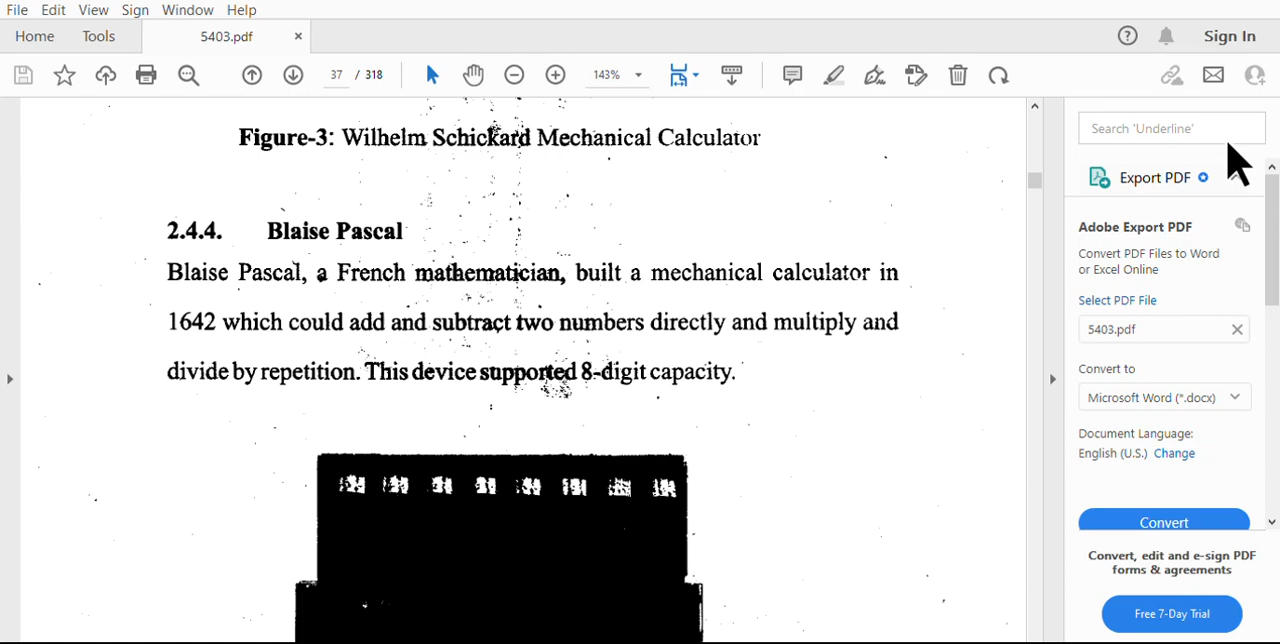 File Edit View Sign Window Help
Home Tools 5403.pdf × Sign In
37 / 318 143%
Search 'Underline'
Figure-3: Wilhelm Schickard Mechanical Calculator
Export PDF
2.4.4. Blaise Pascal
Blaise Pascal, a French mathematician, built a mechanical calculator in
1642 which could add and subtract two numbers directly and multiply and
divide by repetition. This device supported 8-digit capacity.
Adobe Export PDF
Convert PDF Files to Word
or Excel Online
Select PDF File
5403.pdf
Convert to
Microsoft Word (*.docx)
Document Language:
English (U.S.) Change
Convert
Convert, edit and e-sign PDF
forms & agreements
Free 7-Day Trial